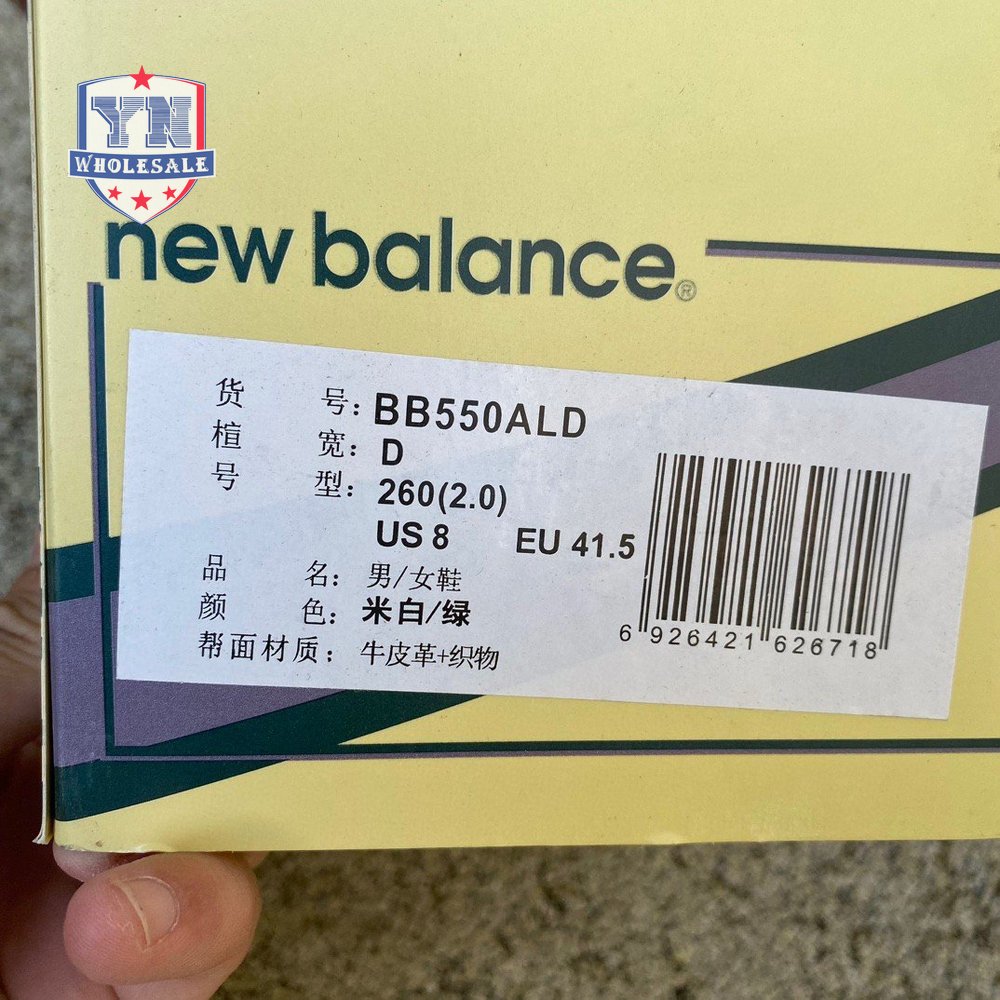 YN
WHOLESALE
new balance®
货 号: BB550ALD
楦 宽: D
号 型: 260(2.0)
US 8 EU 41.5
品 名: 男/女鞋
颜 色: 米白/绿
帮面材质: 牛皮革+织物
6 926421 626718